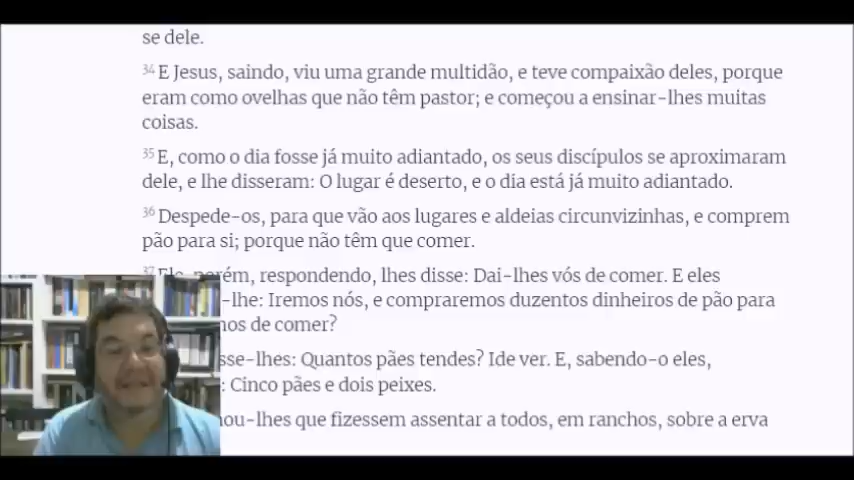 se dele.
34 E Jesus, saindo, viu uma grande multidão, e teve compaixão deles, porque
eram como ovelhas que não têm pastor; e começou a ensinar-lhes muitas
coisas.
35 E, como o dia fosse já muito adiantado, os seus discípulos se aproximaram
dele, e lhe disseram: O lugar é deserto, e o dia está já muito adiantado.
36 Despede-os, para que vão aos lugares e aldeias circunvizinhas, e comprem
pão para si; porque não têm que comer.
37 Ele, porém, respondendo, lhes disse: Dai-lhes vós de comer. E eles
-lhe: Iremos nós, e compraremos duzentos dinheiros de pão para
de comer?
sse-lhes: Quantos pães tendes? Ide ver. E, sabendo-o eles,
: Cinco pães e dois peixes.
ou-lhes que fizessem assentar a todos, em ranchos, sobre a erva